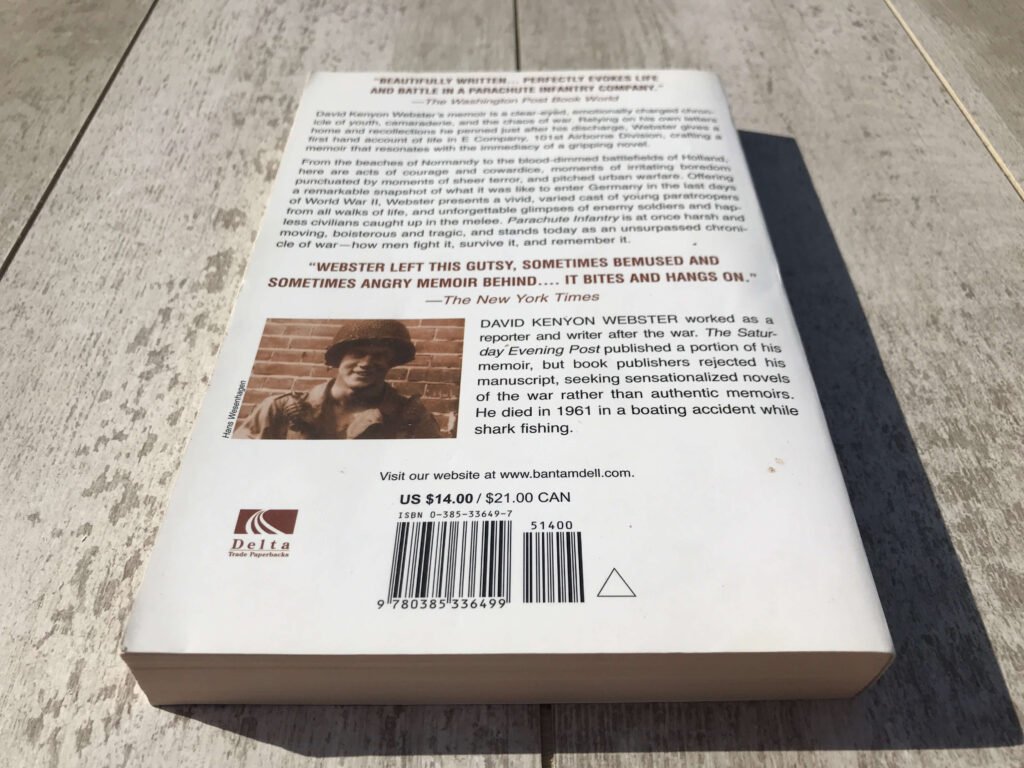 "BEAUTIFULLY WRITTEN... PERFECTLY EVOKES LIFE
AND BATTLE IN A PARACHUTE INFANTRY COMPANY."
—The Washington Post Book World
David Kenyon Webster's memoir is a clear-eyed, emotionally charged chron-
icle of youth, camaraderie, and the chaos of war. Relying on his own letters
home and recollections he penned just after his discharge, Webster gives a
first hand account of life in E Company, 101st Airborne Division, crafting a
memoir that resonates with the immediacy of a gripping novel.
From the beaches of Normandy to the blood-dimmed battlefields of Holland,
here are acts of courage and cowardice, moments of irritating boredom
punctuated by moments of sheer terror, and pitched urban warfare. Offering
a remarkable snapshot of what it was like to enter Germany in the last days
of World War II, Webster presents a vivid, varied cast of young paratroopers
from all walks of life, and unforgettable glimpses of enemy soldiers and hap-
less civilians caught up in the melee. Parachute Infantry is at once harsh and
moving, boisterous and tragic, and stands today as an unsurpassed chroni-
cle of war—how men fight it, survive it, and remember it.
"WEBSTER LEFT THIS GUTSY, SOMETIMES BEMUSED AND
SOMETIMES ANGRY MEMOIR BEHIND.... IT BITES AND HANGS ON."
—The New York Times
DAVID KENYON WEBSTER worked as a
reporter and writer after the war. The Satur-
day Evening Post published a portion of his
memoir, but book publishers rejected his
manuscript, seeking sensationalized novels
of the war rather than authentic memoirs.
He died in 1961 in a boating accident while
shark fishing.
Hans Wesenhagen
Visit our website at www.bantamdell.com.
US $14.00 / $21.00 CAN
ISBN 0-385-33649-7
51400
9 780385 336499
Delta
Trade Paperbacks